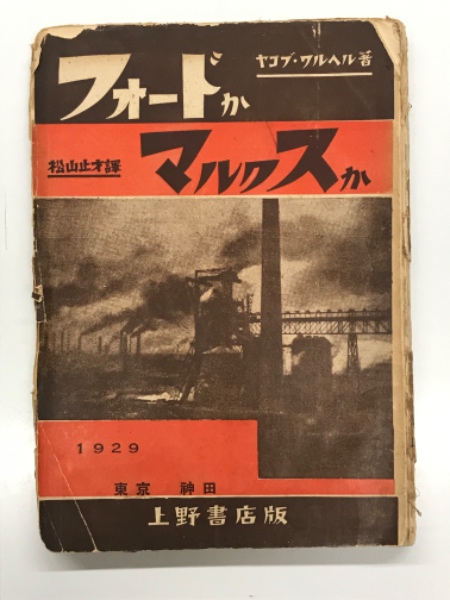 フォードか
ヤコブ・ワルヘル著
松山止才譯
マルクスか
1929
東京 神田
上野書店版